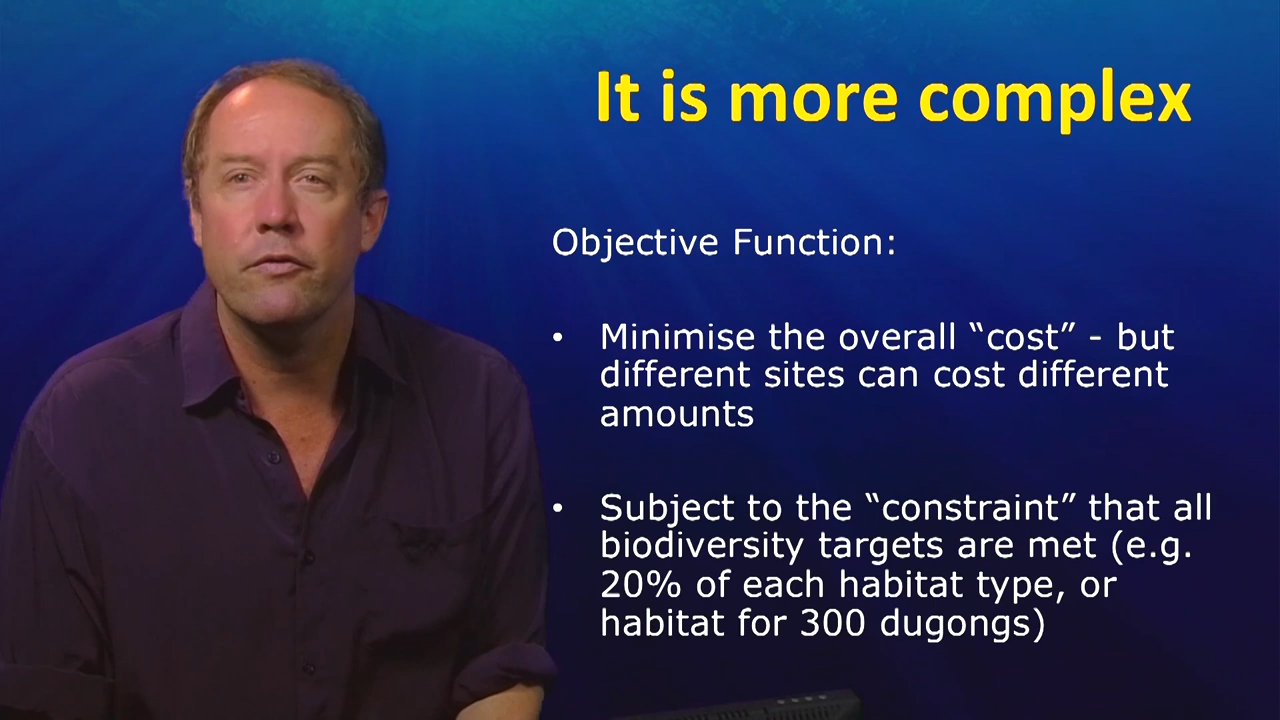 It is more complex
Objective Function:
• Minimise the overall “cost” - but
different sites can cost different
amounts
• Subject to the “constraint” that all
biodiversity targets are met (e.g.
20% of each habitat type, or
habitat for 300 dugongs)